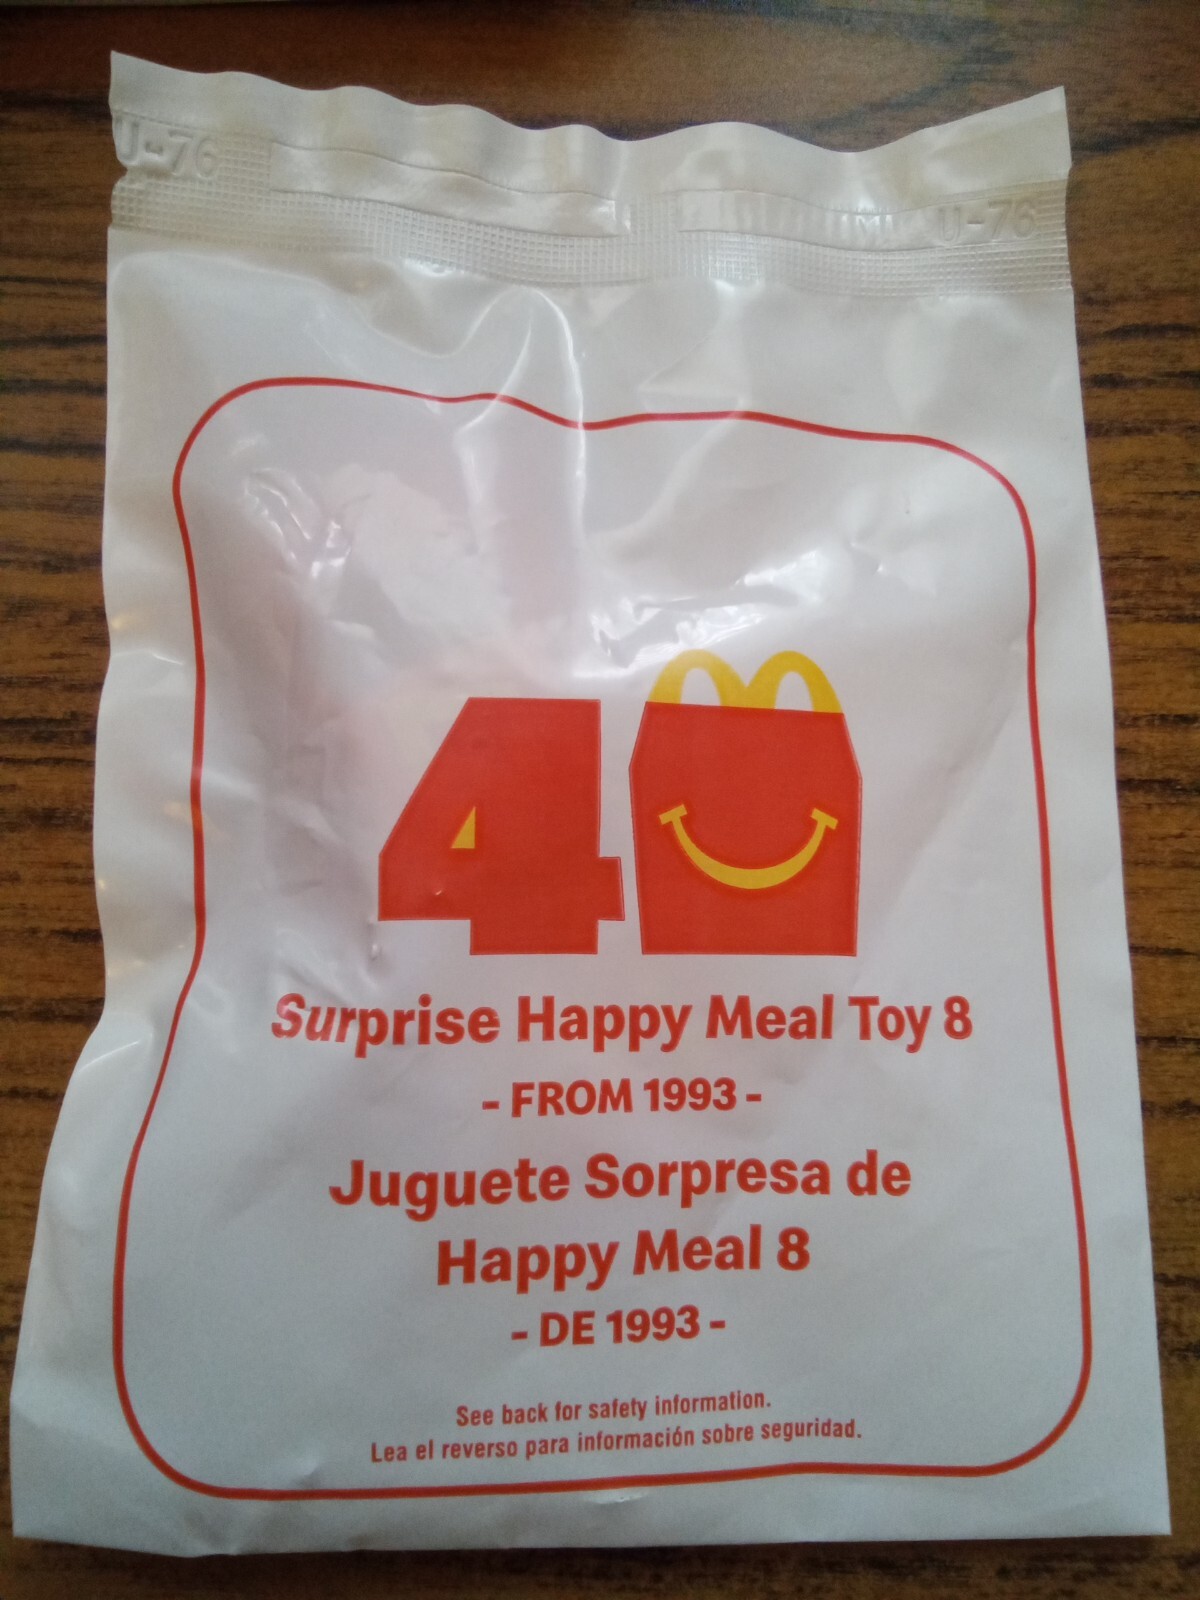 U-76 U-76
40
Surprise Happy Meal Toy 8
- FROM 1993 -
Juguete Sorpresa de
Happy Meal 8
- DE 1993 -
See back for safety information.
Lea el reverso para información sobre seguridad.